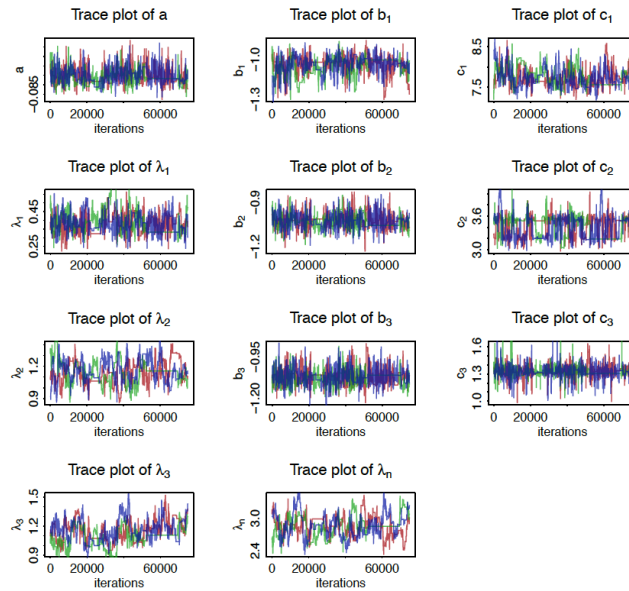 Trace plot of a
Trace plot of b1
Trace plot of c1
a
−0.085
0 20000 60000
iterations
b1
−1.0
−1.3
0 20000 60000
iterations
c1
8.5
7.5
0 20000 60000
iterations
Trace plot of λ1
Trace plot of b2
Trace plot of c2
λ1
0.45
0.25
0 20000 60000
b2
−0.9
−1.2
0 20000 60000
c2
3.6
3.0
0 20000 60000
Trace plot of λ2
Trace plot of b3
Trace plot of c3
λ2
1.2
0.9
0 20000 60000
iterations
b3
−0.95
−1.20
0 20000 60000
iterations
c3
1.6
1.3
1.0
0 20000 60000
iterations
Trace plot of λ3
Trace plot of λn
λ3
1.5
1.2
0.9
0 20000 60000
iterations
λn
3.0
2.4
0 20000 60000
iterations